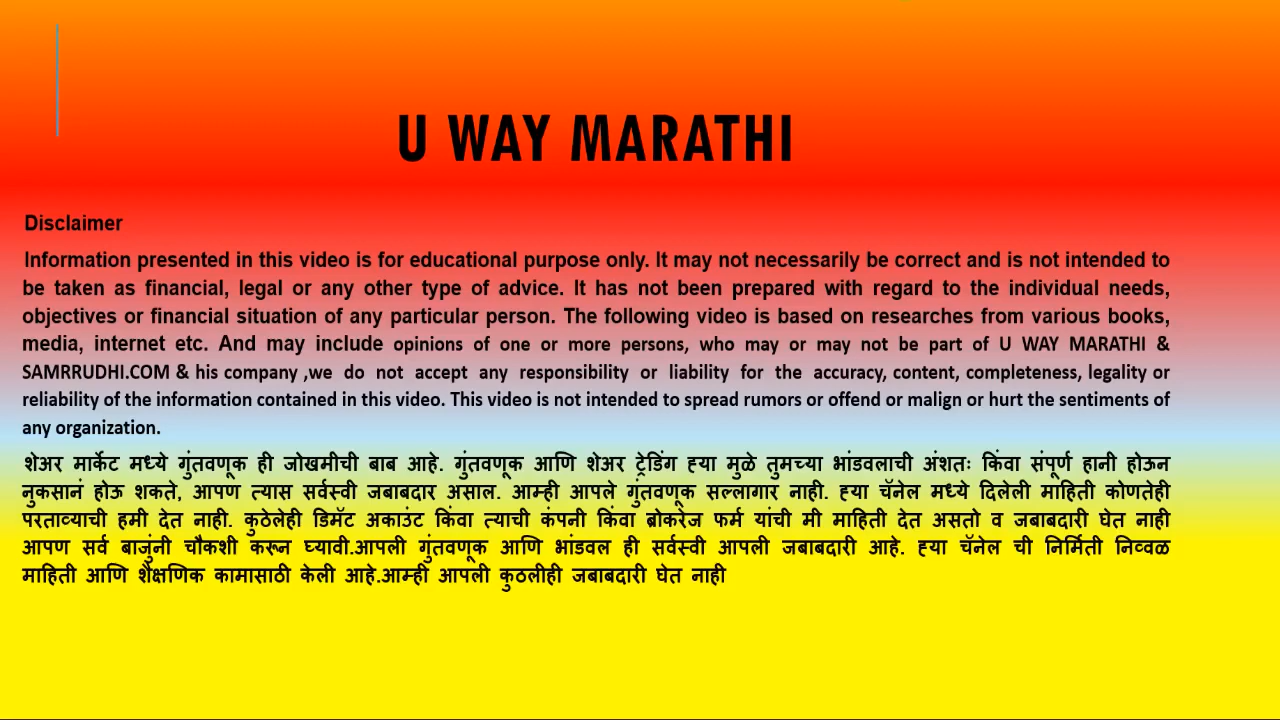 U WAY MARATHI
Disclaimer
Information presented in this video is for educational purpose only. It may not necessarily be correct and is not intended to
be taken as financial, legal or any other type of advice. It has not been prepared with regard to the individual needs,
objectives or financial situation of any particular person. The following video is based on researches from various books,
media, internet etc. And may include opinions of one or more persons, who may or may not be part of U WAY MARATHI &
SAMRRUDHI.COM & his company ,we do not accept any responsibility or liability for the accuracy, content, completeness, legality or
reliability of the information contained in this video. This video is not intended to spread rumors or offend or malign or hurt the sentiments of
any organization.
शेअर मार्केट मध्ये गुंतवणूक ही जोखमीची बाब आहे. गुंतवणूक आणि शेअर ट्रेडिंग ह्या मुळे तुमच्या भांडवलाची अंशतः किंवा संपूर्ण हानी होऊन
नुकसानं होऊ शकते, आपण त्यास सर्वस्वी जबाबदार असाल. आम्ही आपले गुंतवणूक सल्लागार नाही. ह्या चॅनेल मध्ये दिलेली माहिती कोणतेही
परताव्याची हमी देत नाही. कुठेलेही डिमॅट अकाउंट किंवा त्याची कंपनी किंवा ब्रोकरेज फर्म यांची मी माहिती देत असतो व जबाबदारी घेत नाही
आपण सर्व बाजुंनी चौकशी करून घ्यावी.आपली गुंतवणूक आणि भांडवल ही सर्वस्वी आपली जबाबदारी आहे. ह्या चॅनेल ची निर्मिती निव्वळ
माहिती आणि शैक्षणिक कामासाठी केली आहे.आम्ही आपली कुठलीही जबाबदारी घेत नाही